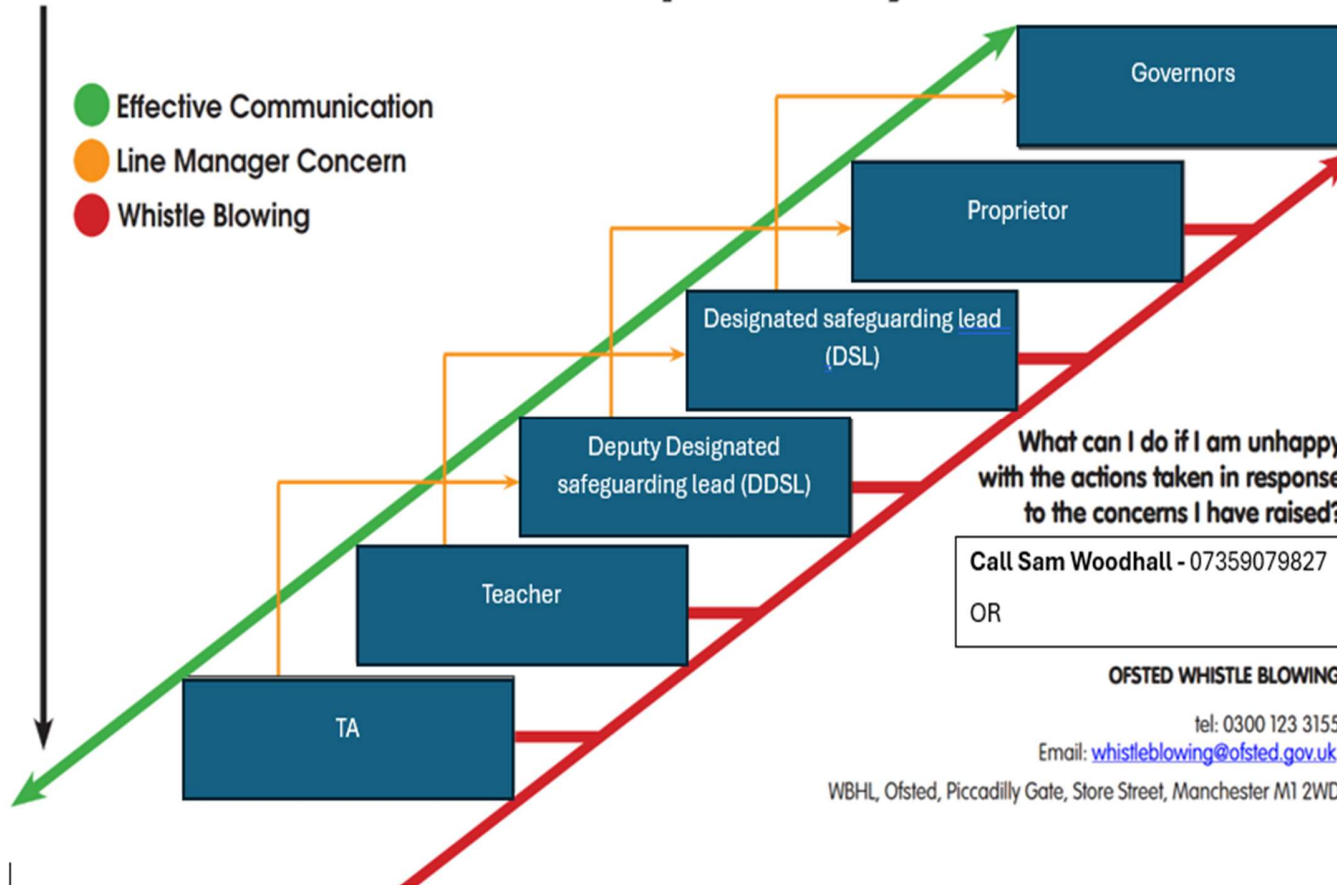 Effective Communication
Line Manager Concern
Whistle Blowing
Governors
Proprietor
Designated safeguarding lead
(DSL)
Deputy Designated
safeguarding lead (DDSL)
Teacher
TA
What can I do if I am unhappy
with the actions taken in response
to the concerns I have raised?
Call Sam Woodhall - 07359079827
OR
OFSTED WHISTLE BLOWING
tel: 0300 123 3155
Email: whistleblowing@ofsted.gov.uk
WBHL, Ofsted, Piccadilly Gate, Store Street, Manchester M1 2WD